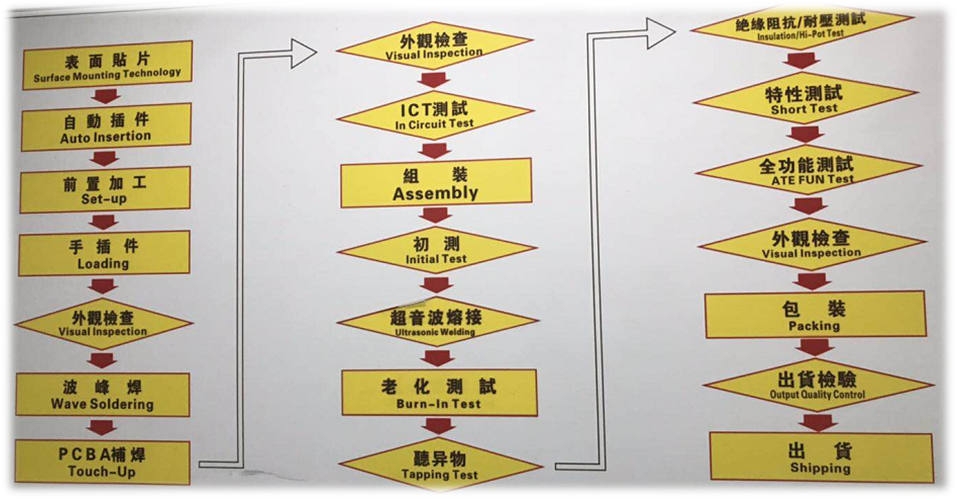 表面貼片
Surface Mounting Technology
自動插件
Auto Insertion
前置加工
Set-up
手插件
Loading
外觀檢查
Visual Inspection
波峰焊
Wave Soldering
PCBA補焊
Touch-Up
外觀檢查
Visual Inspection
ICT測試
In Circuit Test
組裝
Assembly
初測
Initial Test
超音波熔接
Ultrasonic Welding
老化測試
Burn-In Test
聽异物
Tapping Test
絕緣阻抗/耐壓測試
Insulation/Hi-Pot Test
特性測試
Short Test
全功能測試
ATE FUN Test
外觀檢查
Visual Inspection
包裝
Packing
出貨檢驗
Output Quality Control
出貨
Shipping